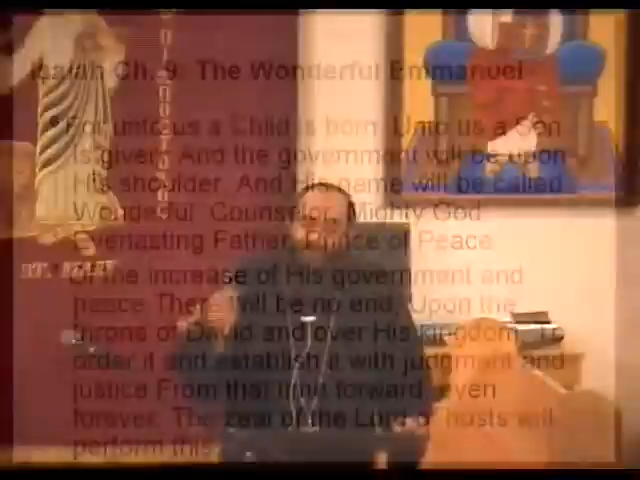 Isaiah Ch. 9: The Wonderful Emmanuel
• For unto us a Child is born, Unto us a Son
Is given; And the government will be upon
His shoulder. And His name will be called
Wonderful, Counselor, Mighty God,
Everlasting Father, Prince of Peace.
Of the increase of His government and
peace There will be no end, Upon the
throne of David and over His kingdom, To
order it and establish it with judgment and
justice From that time forward, even
forever. The zeal of the Lord of hosts will
perform this.
ST. MARY